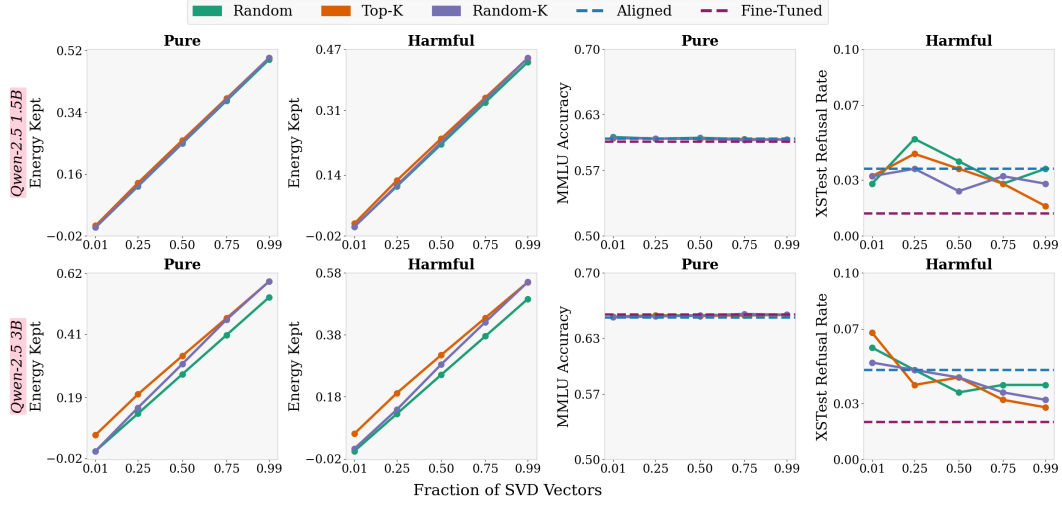 Random Top-K Random-K Aligned Fine-Tuned
Pure Harmful Pure Harmful
Qwen-2.5 1.5B
Energy Kept
0.52
0.34
0.16
−0.02
0.01 0.25 0.50 0.75 0.99
Energy Kept
0.47
0.31
0.14
−0.02
0.01 0.25 0.50 0.75 0.99
MMLU Accuracy
0.70
0.63
0.57
0.50
0.01 0.25 0.50 0.75 0.99
XSTest Refusal Rate
0.10
0.07
0.03
0.00
0.01 0.25 0.50 0.75 0.99
Pure Harmful Pure Harmful
Qwen-2.5 3B
Energy Kept
0.62
0.41
0.19
−0.02
0.01 0.25 0.50 0.75 0.99
Energy Kept
0.58
0.38
0.18
−0.02
0.01 0.25 0.50 0.75 0.99
MMLU Accuracy
0.70
0.63
0.57
0.50
0.01 0.25 0.50 0.75 0.99
XSTest Refusal Rate
0.10
0.07
0.03
0.00
0.01 0.25 0.50 0.75 0.99
Fraction of SVD Vectors